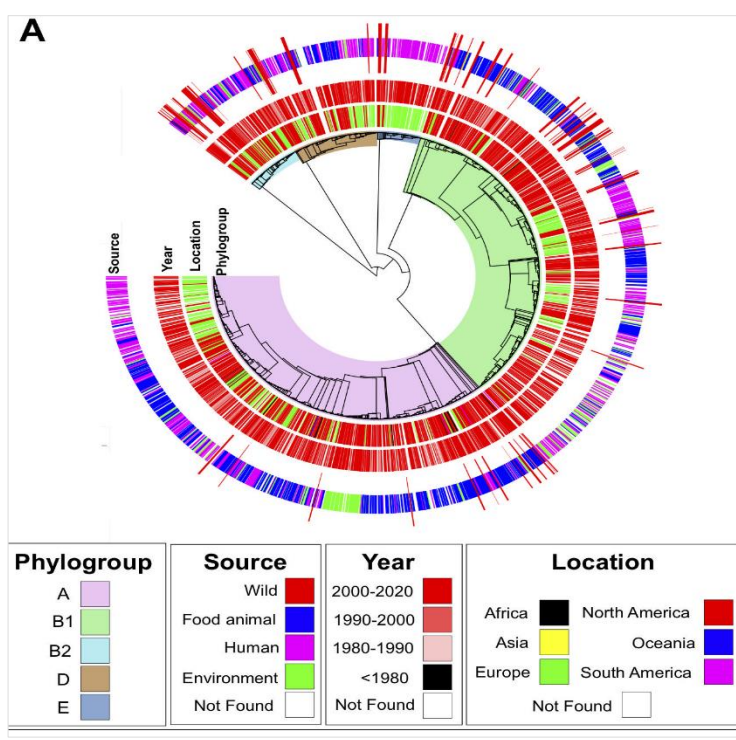 A
Source
Year
Location
Phylogroup
Phylogroup
A
B1
B2
D
E
Source
Wild
Food animal
Human
Environment
Not Found
Year
2000-2020
1990-2000
1980-1990
<1980
Not Found
Location
Africa
North America
Asia
Oceania
Europe
South America
Not Found